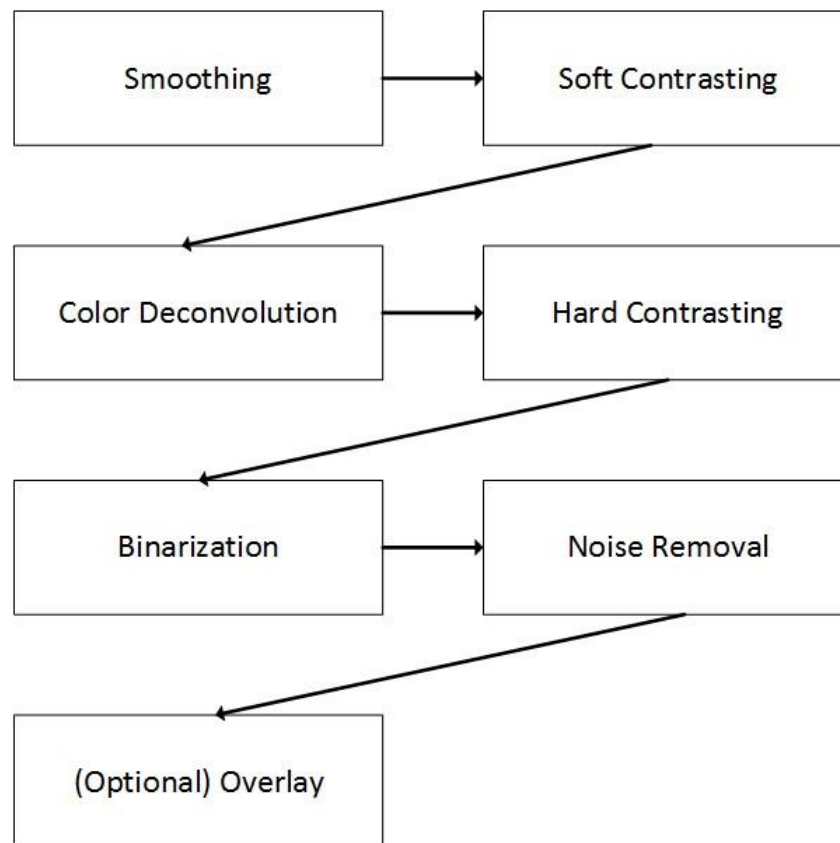 Smoothing
Soft Contrasting
Color Deconvolution
Hard Contrasting
Binarization
Noise Removal
(Optional) Overlay